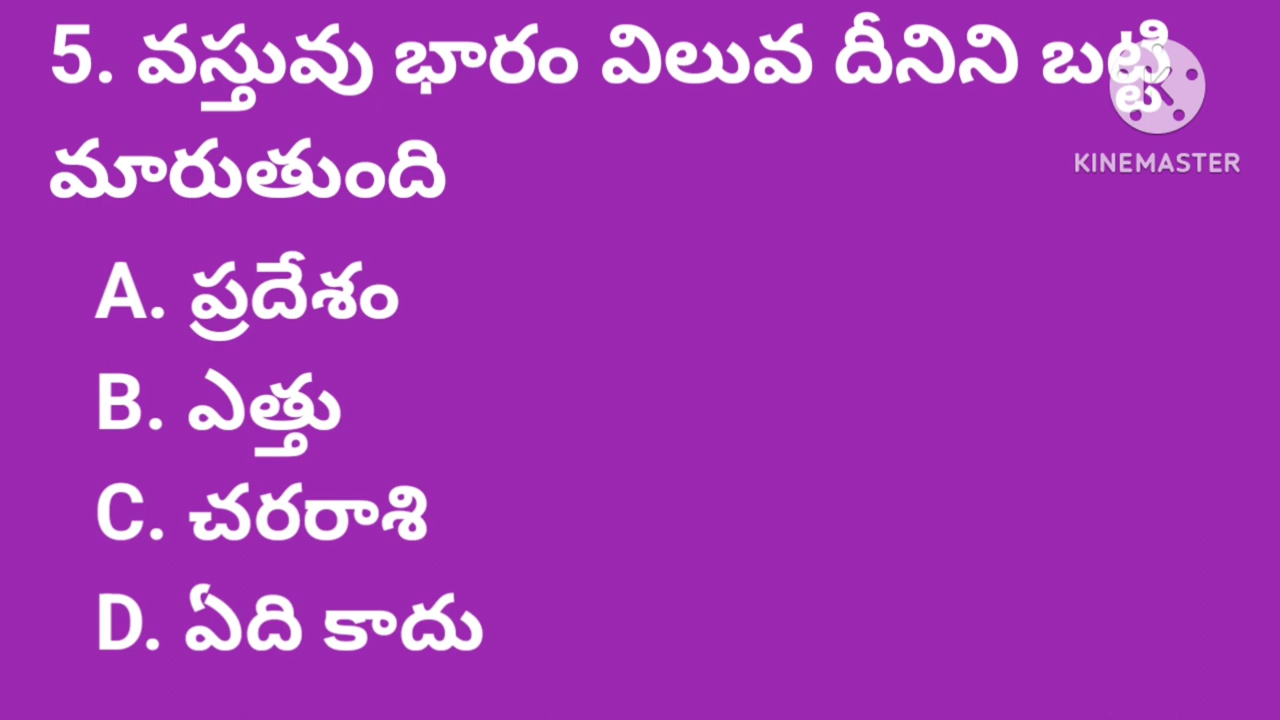 5. వస్తువు భారం విలువ దీనిని బట్టి
మారుతుంది
KINEMASTER
A. ప్రదేశం
B. ఎత్తు
C. చరరాశి
D. ఏది కాదు